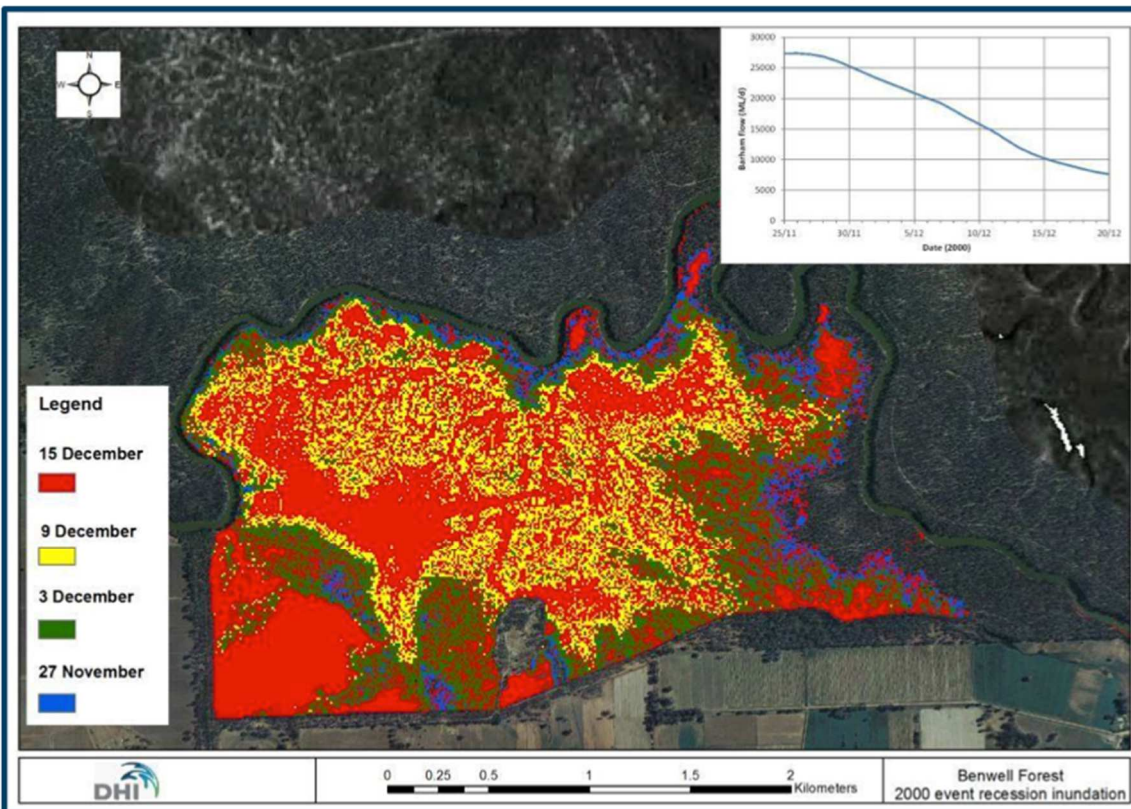 N
W E
S
30000
25000
20000
15000
10000
5000
0
Barham flow (ML/d)
25/11 30/11 5/12 10/12 15/12 20/12
Date (2000)
Legend
15 December
9 December
3 December
27 November
DHI
0 0.25 0.5 1 1.5 2
Kilometers
Benwell Forest
2000 event recession inundation